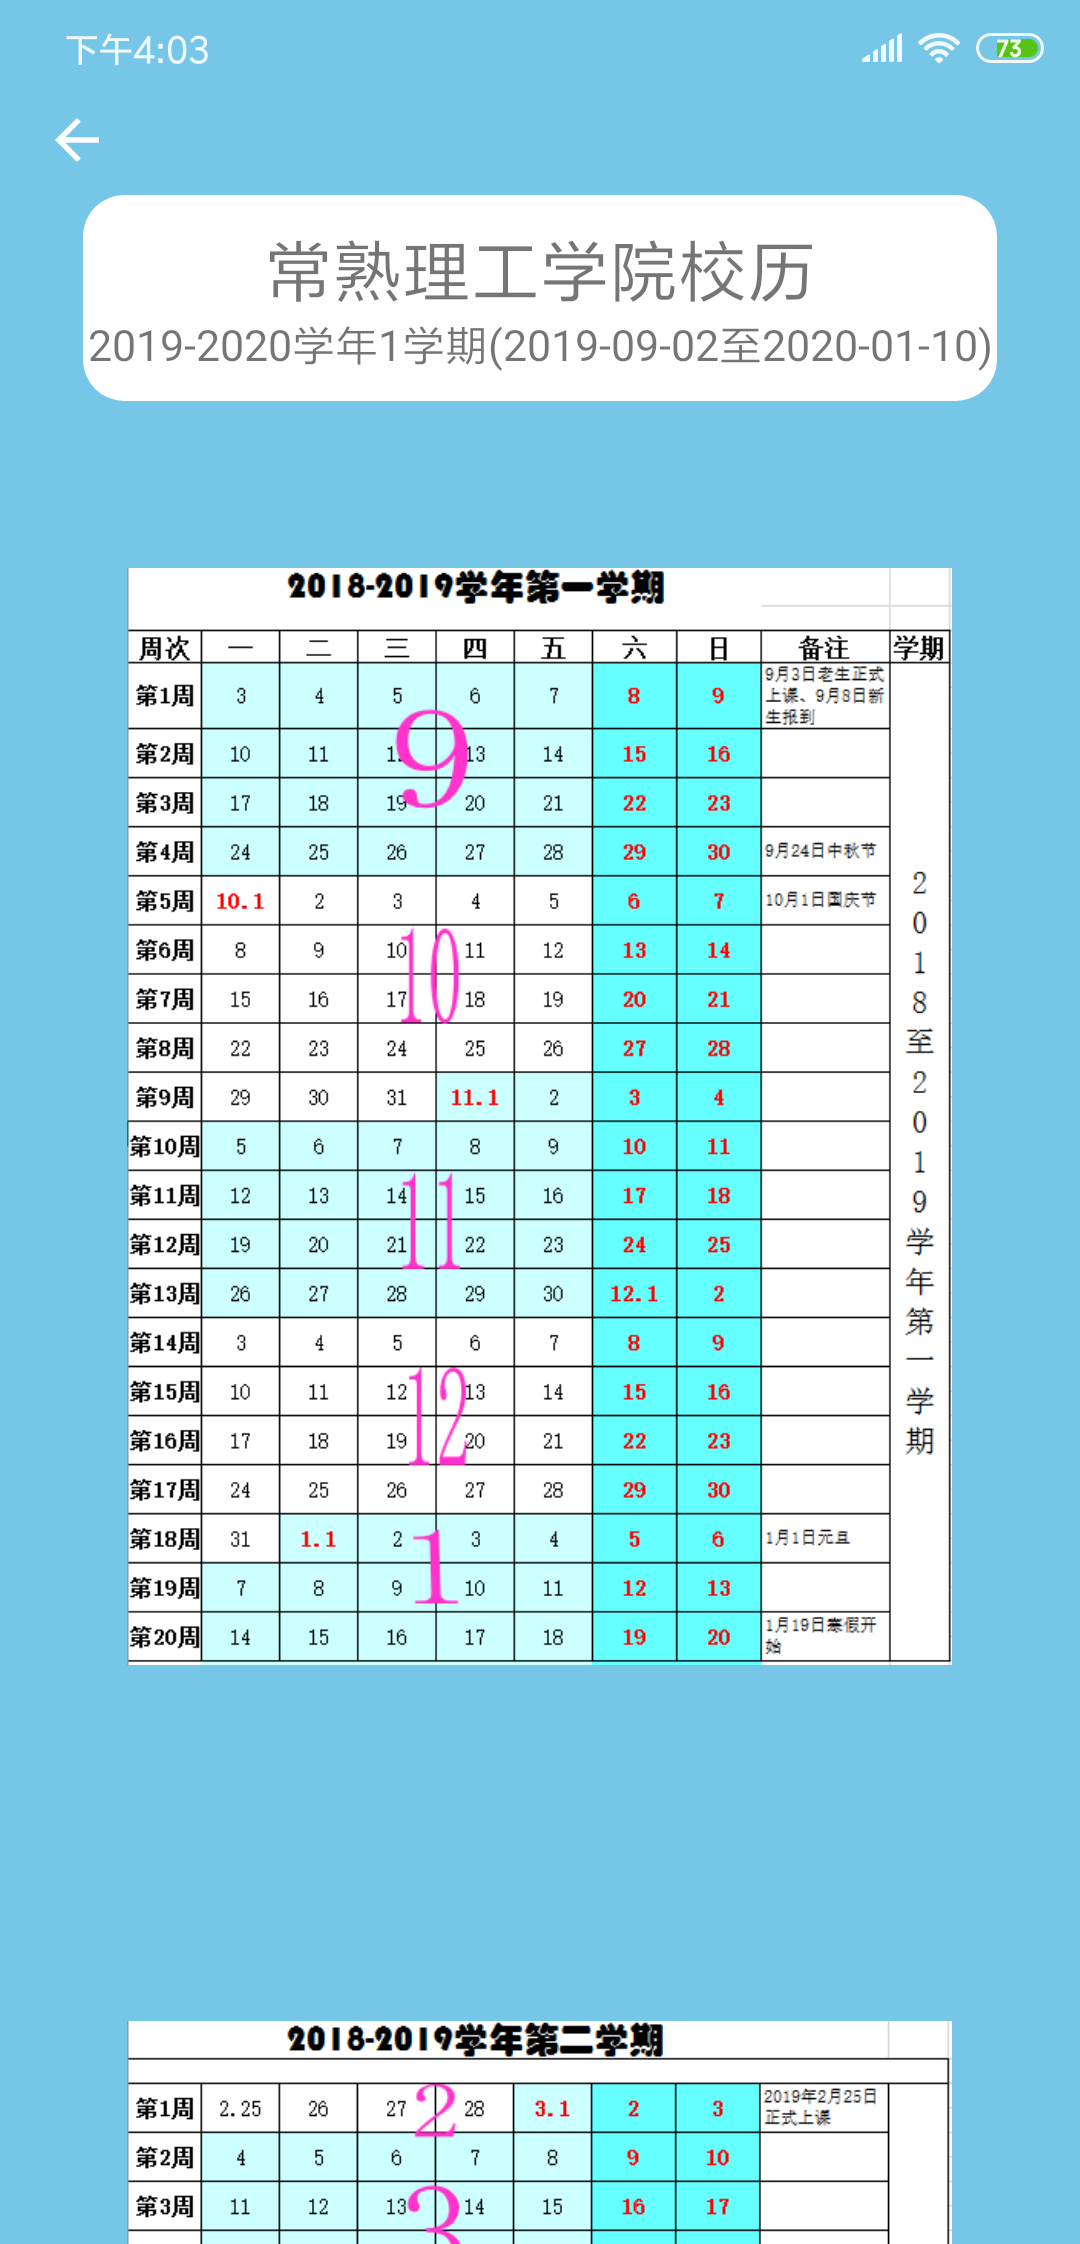 下午4:03
73
常熟理工学院校历
2019-2020学年1学期(2019-09-02至2020-01-10)
2018-2019学年第一学期
周次 一 二 三 四 五 六 日 备注 学期
第1周 3 4 5 6 7 8 9 9月3日老生正式上课、9月8日新生报到
第2周 10 11 1 13 14 15 16
9
第3周 17 18 19 20 21 22 23
第4周 24 25 26 27 28 29 30 9月24日中秋节
第5周 10.1 2 3 4 5 6 7 10月1日国庆节
第6周 8 9 10 11 12 13 14
10
第7周 15 16 17 18 19 20 21
第8周 22 23 24 25 26 27 28
第9周 29 30 31 11.1 2 3 4
第10周 5 6 7 8 9 10 11
第11周 12 13 14 15 16 17 18
11
第12周 19 20 21 22 23 24 25
第13周 26 27 28 29 30 12.1 2
第14周 3 4 5 6 7 8 9
第15周 10 11 12 13 14 15 16
12
第16周 17 18 19 20 21 22 23
第17周 24 25 26 27 28 29 30
第18周 31 1.1 2 3 4 5 6 1月1日元旦
1
第19周 7 8 9 10 11 12 13
第20周 14 15 16 17 18 19 20 1月19日寒假开始
2018至2019学年第一学期
2018-2019学年第二学期
第1周 2.25 26 27 28 3.1 2 3 2019年2月25日正式上课
2
第2周 4 5 6 7 8 9 10
第3周 11 12 13 14 15 16 17
3